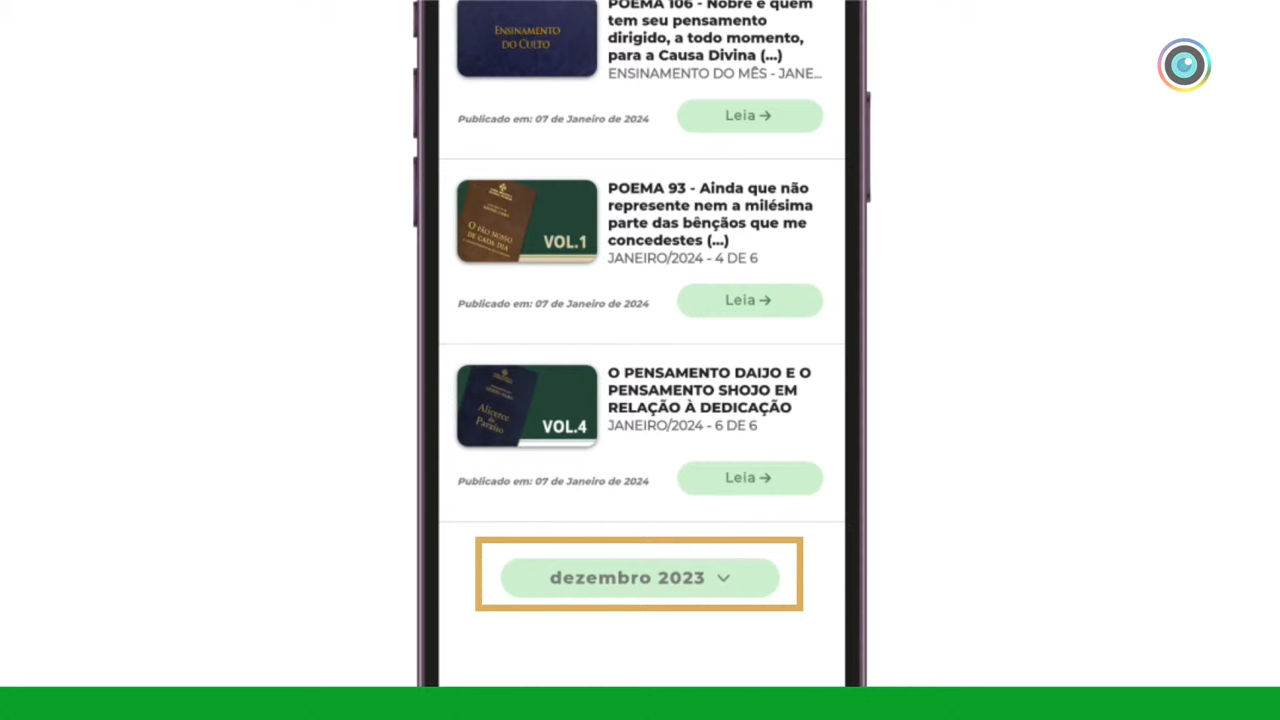 POEMA 106 - Nobre é quem
tem seu pensamento
dirigido, a todo momento,
para a Causa Divina (...)
ENSINAMENTO DO MÊS - JANE...
ENSINAMENTO
DO CULTO
Publicado em: 07 de Janeiro de 2024
Leia →
POEMA 93 - Ainda que não
represente nem a milésima
parte das bênçãos que me
concedestes (...)
JANEIRO/2024 - 4 DE 6
O PÃO NOSSO
DE CADA DIA
VOL.1
Publicado em: 07 de Janeiro de 2024
Leia →
O PENSAMENTO DAIJO E O
PENSAMENTO SHOJO EM
RELAÇÃO À DEDICAÇÃO
JANEIRO/2024 - 6 DE 6
Alicerce
do
Paraíso
VOL.4
Publicado em: 07 de Janeiro de 2024
Leia →
dezembro 2023